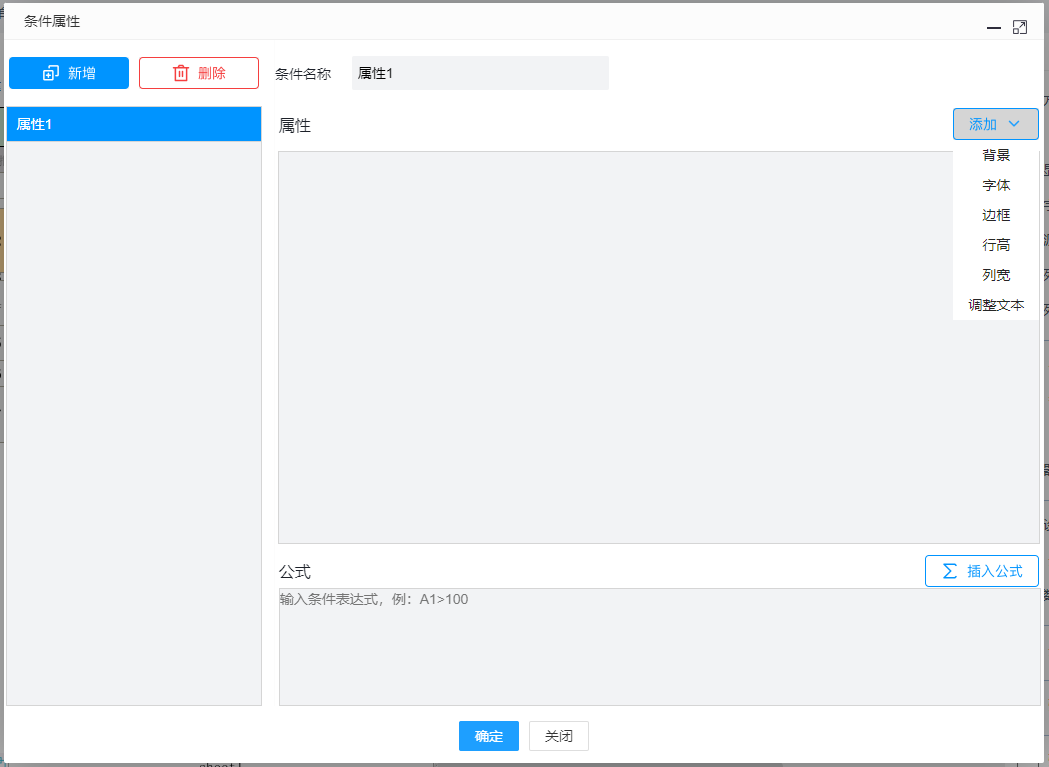 条件属性
新增
删除
条件名称
属性1
属性1
属性
添加
背景
字体
边框
行高
列宽
调整文本
公式
插入公式
输入条件表达式，例：A1>100
确定
关闭